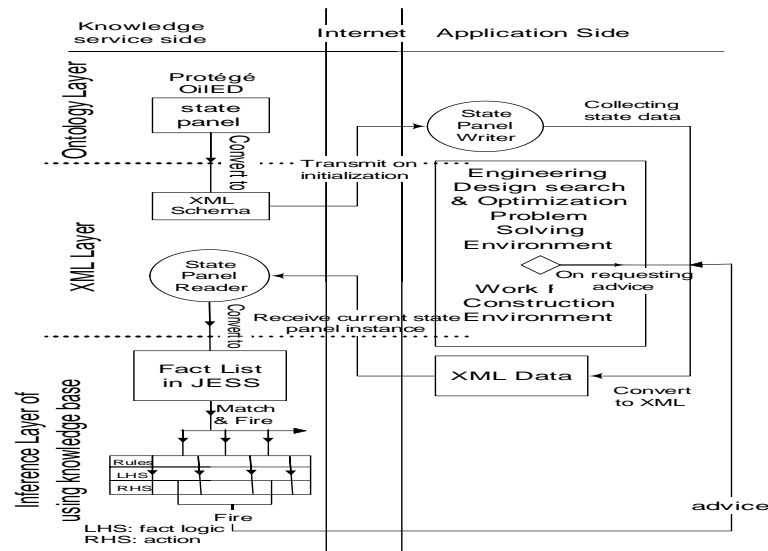 Knowledge
service side
Internet
Application Side
Ontology Layer
Protégé
OilED
state
panel
Convert to
State
Panel
Writer
Collecting
state data
Transmit on
initialization
XML Layer
XML
Schema
Engineering
Design search
& Optimization
Problem
Solving
Environment
On requesting
advice
Work
Construction
Environment
State
Panel
Reader
Convert to
Receive current state
panel instance
Fact List
in JESS
XML Data
Convert
to XML
Inference Layer of
using knowledge base
Match
& Fire
Rules
LHS
RHS
Fire
LHS: fact logic
RHS: action
advice